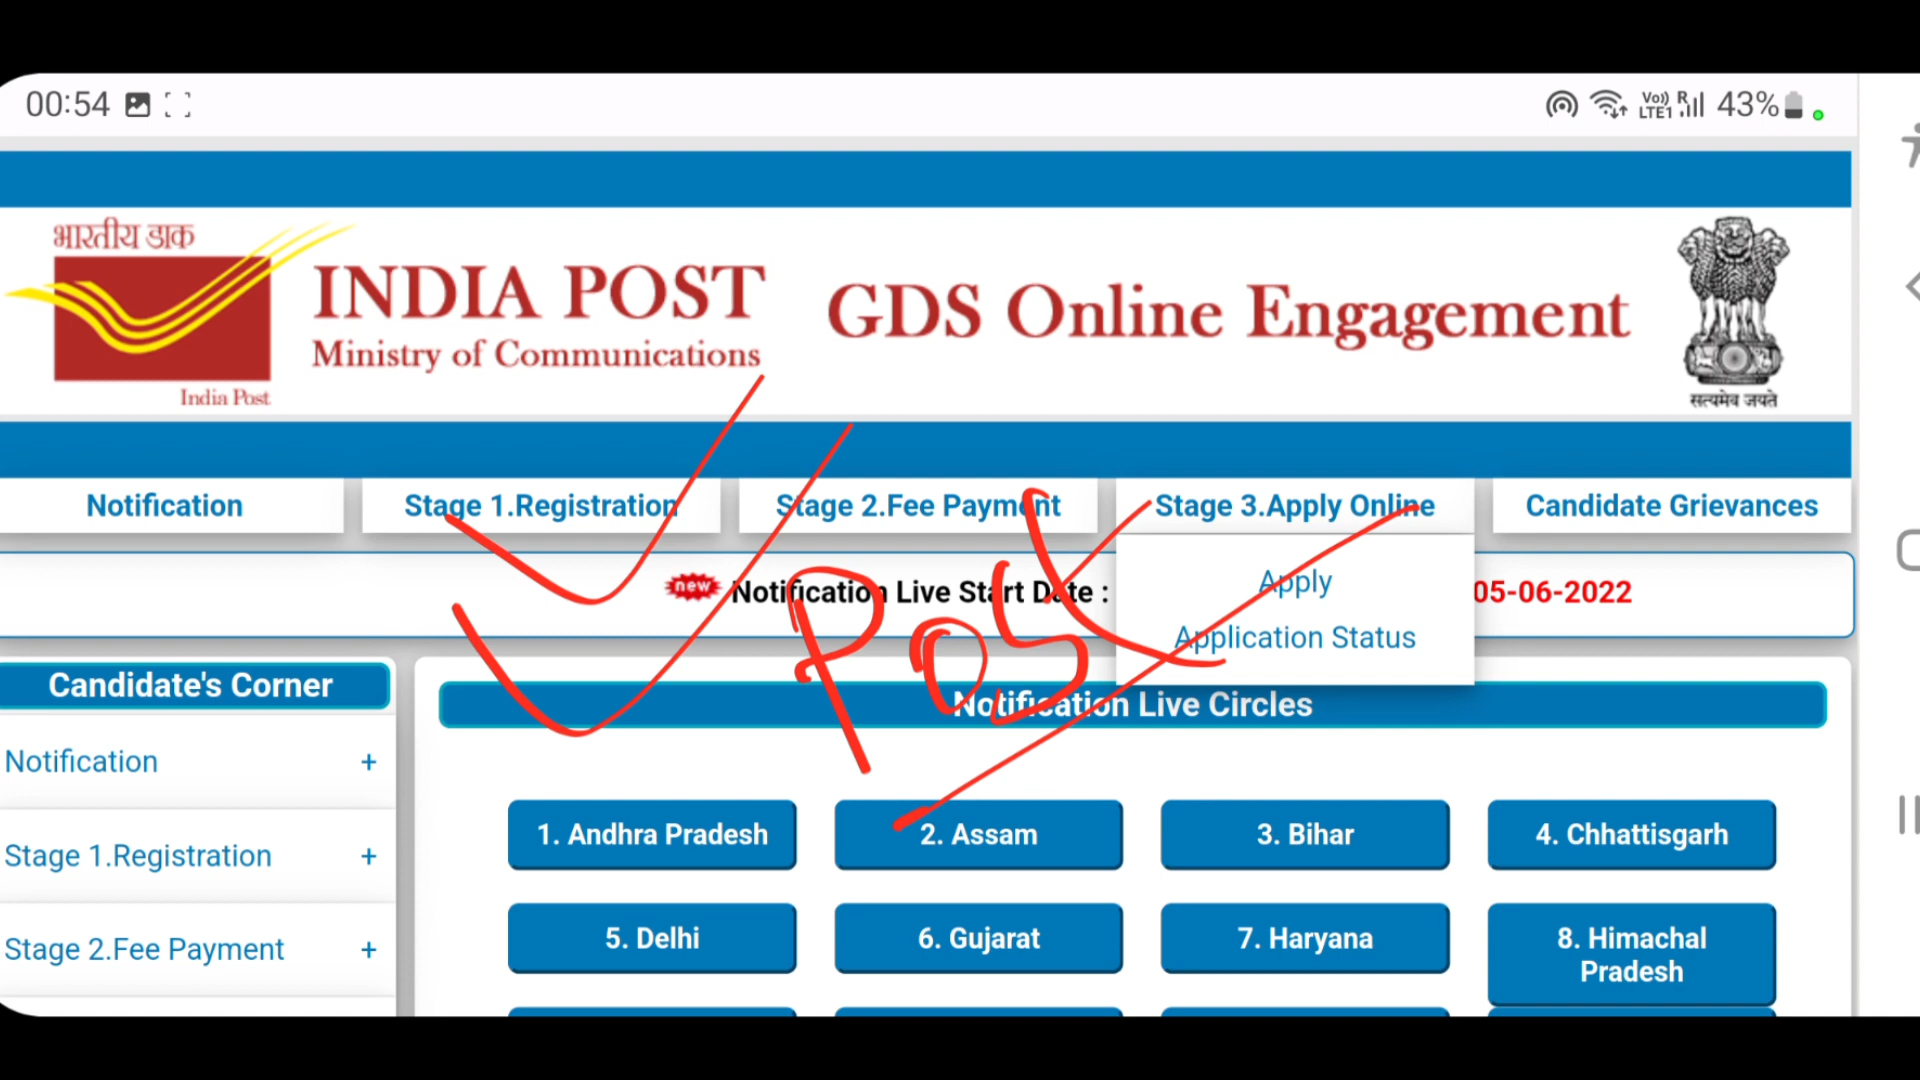 00:54
Vo)) R 43%
LTE1
भारतीय डाक
INDIA POST
Ministry of Communications
India Post
GDS Online Engagement
सत्यमेव जयते
Notification
Stage 1.Registration
Stage 2.Fee Payment
Stage 3.Apply Online
Candidate Grievances
new Notification Live Start Date :
05-06-2022
Apply
Application Status
Post
Candidate's Corner
Notification +
Stage 1.Registration +
Stage 2.Fee Payment +
Notification Live Circles
1. Andhra Pradesh
2. Assam
3. Bihar
4. Chhattisgarh
5. Delhi
6. Gujarat
7. Haryana
8. Himachal
Pradesh